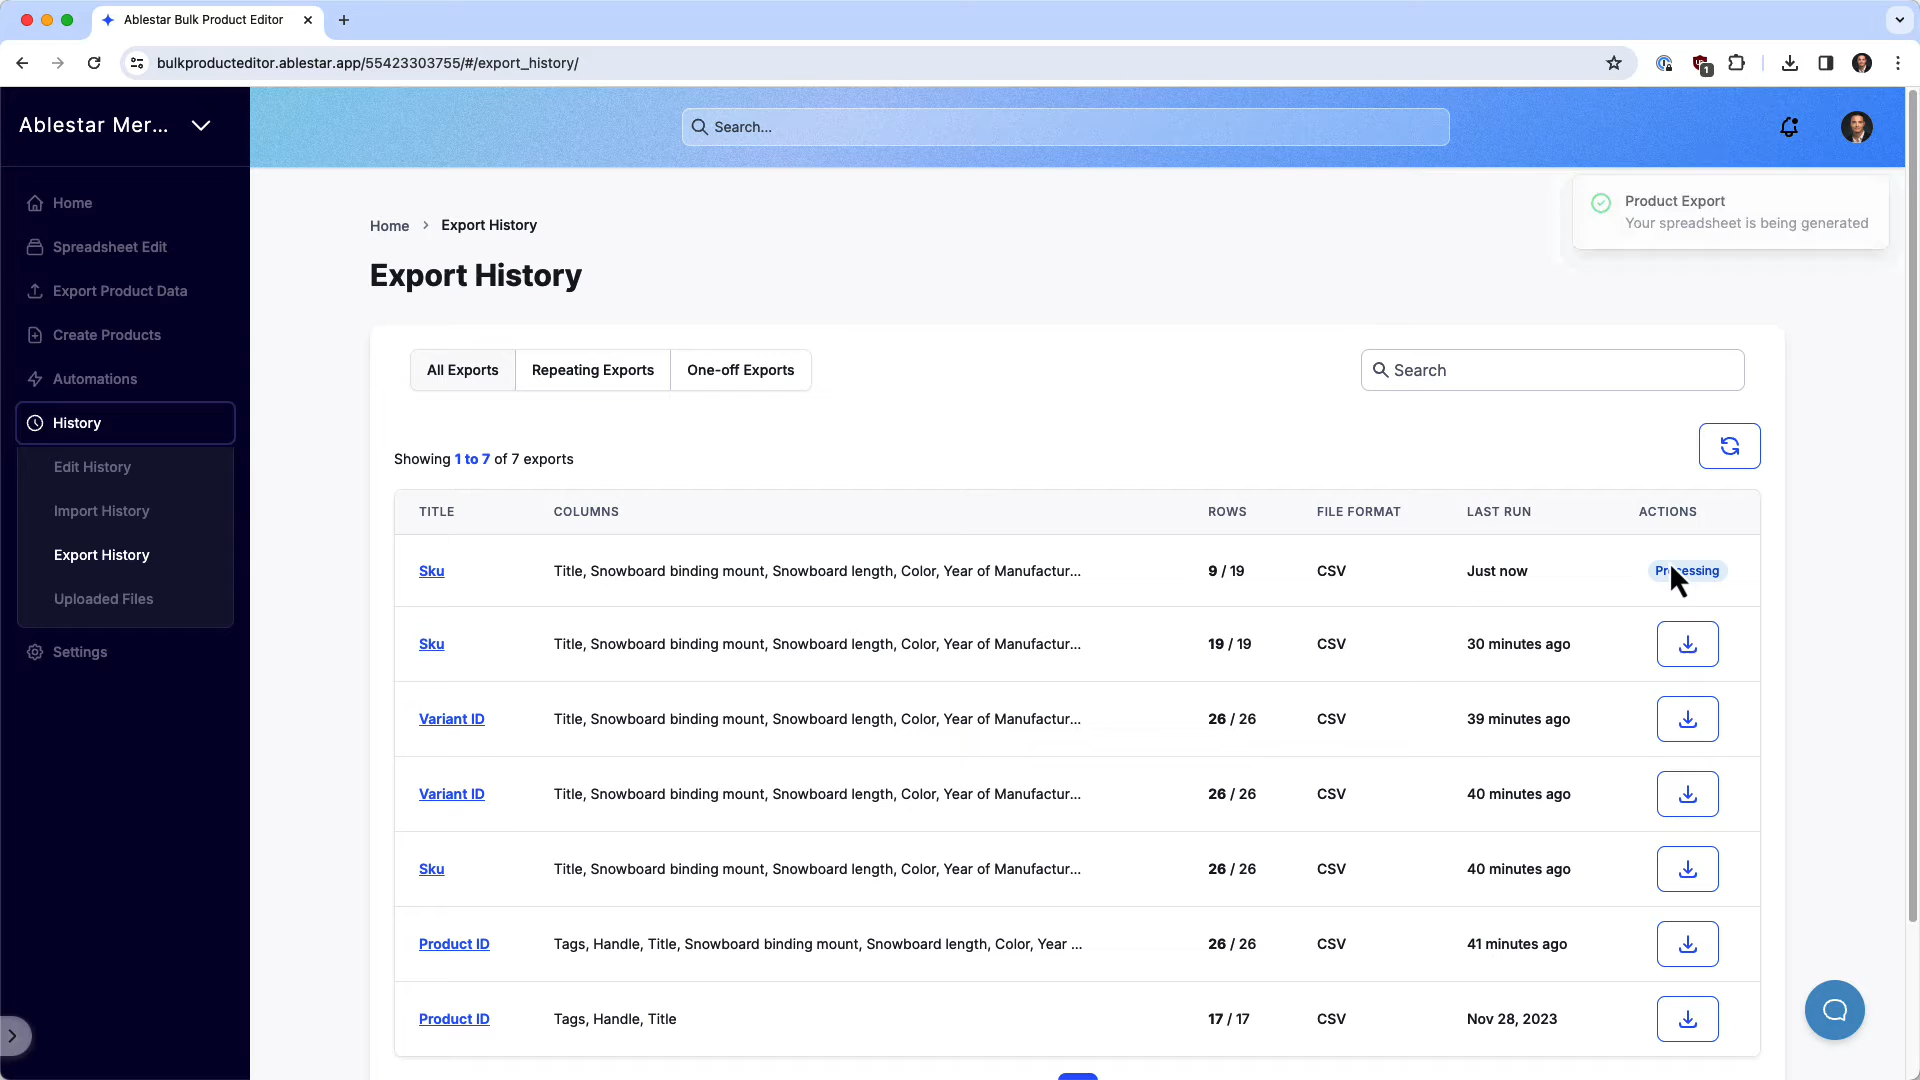 Ablestar Bulk Product Editor
bulkproducteditor.ablestar.app/55423303755/#/export_history/
1
Ablestar Mer...
Search...
Home
Spreadsheet Edit
Export Product Data
Create Products
Automations
History
Edit History
Import History
Export History
Uploaded Files
Settings
Product Export
Your spreadsheet is being generated
Home > Export History
Export History
All Exports Repeating Exports One-off Exports
Search
Showing 1 to 7 of 7 exports
TITLE COLUMNS ROWS FILE FORMAT LAST RUN ACTIONS
Sku Title, Snowboard binding mount, Snowboard length, Color, Year of Manufactur... 9 / 19 CSV Just now Processing
Sku Title, Snowboard binding mount, Snowboard length, Color, Year of Manufactur... 19 / 19 CSV 30 minutes ago
Variant ID Title, Snowboard binding mount, Snowboard length, Color, Year of Manufactur... 26 / 26 CSV 39 minutes ago
Variant ID Title, Snowboard binding mount, Snowboard length, Color, Year of Manufactur... 26 / 26 CSV 40 minutes ago
Sku Title, Snowboard binding mount, Snowboard length, Color, Year of Manufactur... 26 / 26 CSV 40 minutes ago
Product ID Tags, Handle, Title, Snowboard binding mount, Snowboard length, Color, Year ... 26 / 26 CSV 41 minutes ago
Product ID Tags, Handle, Title 17 / 17 CSV Nov 28, 2023